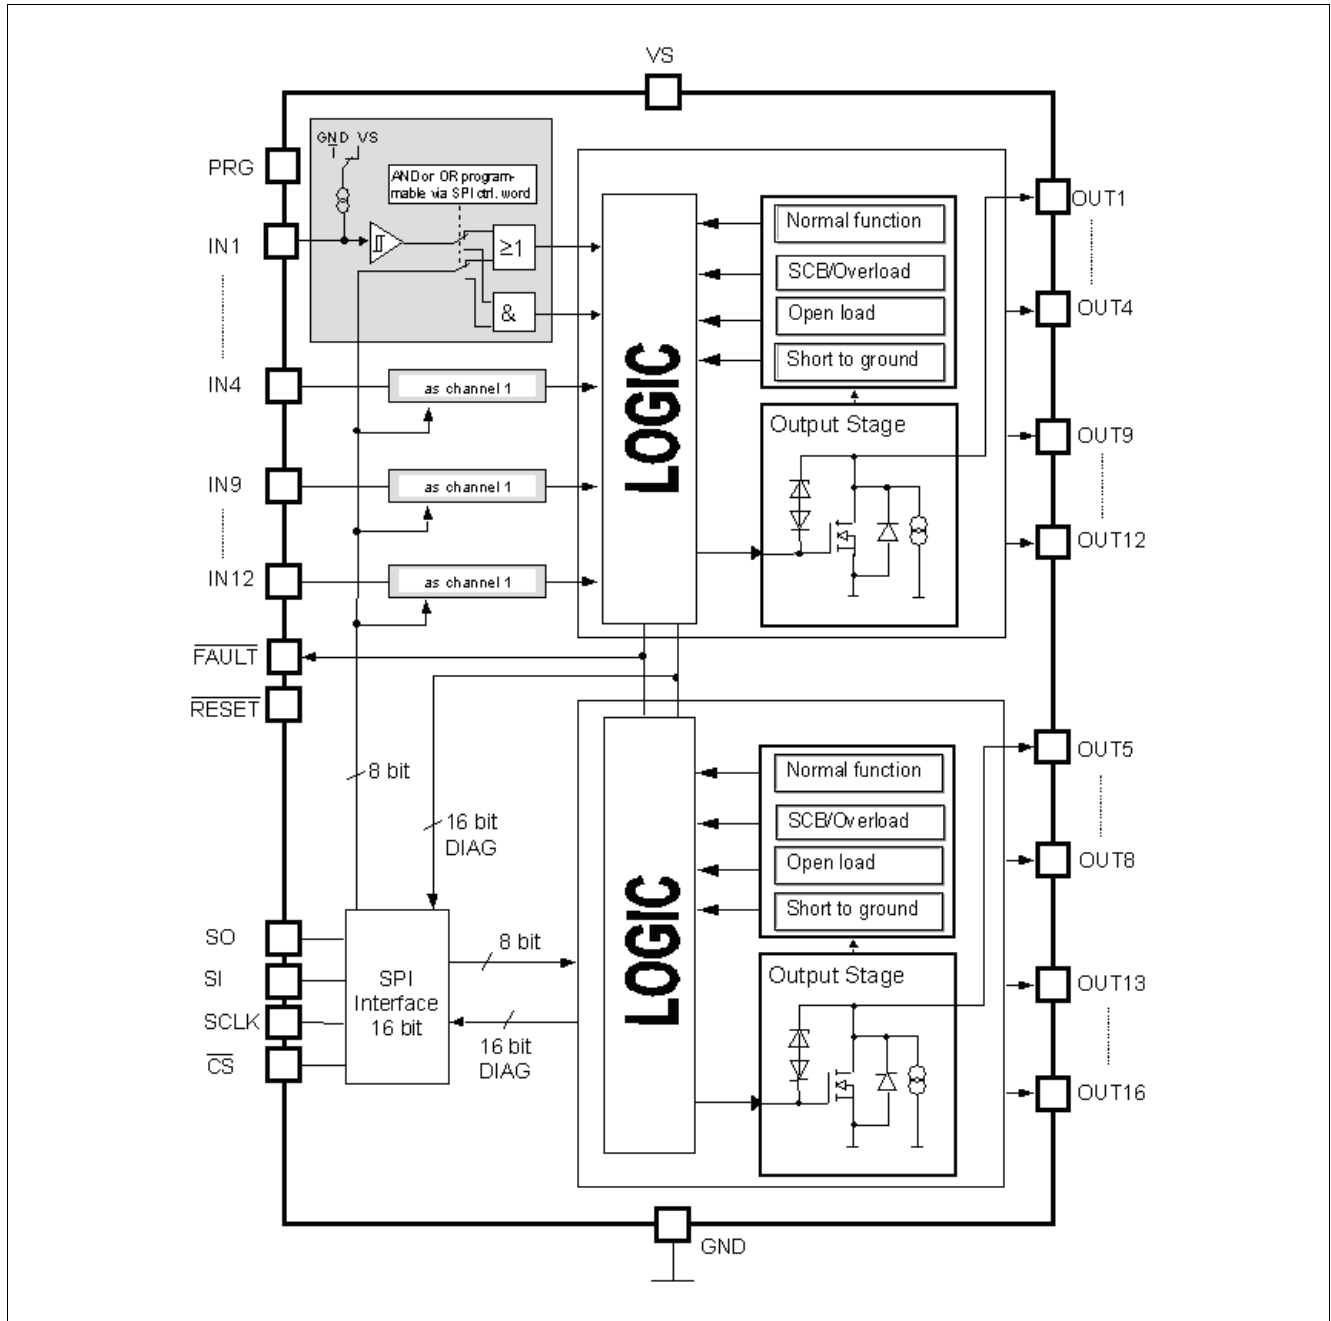 VS
GND VS
PRG
AND or OR program-
mable via SPI ctrl. word
IN1
≥1
&
Normal function
SCB/Overload
Open load
Short to ground
OUT1
OUT4
IN4
as channel 1
LOGIC
Output Stage
OUT9
IN9
as channel 1
OUT12
IN12
as channel 1
FAULT
RESET
8 bit
16 bit
DIAG
Normal function
SCB/Overload
Open load
Short to ground
OUT5
OUT8
LOGIC
SO
SI
SCLK
CS
SPI
Interface
16 bit
8 bit
16 bit
DIAG
Output Stage
OUT13
OUT16
GND